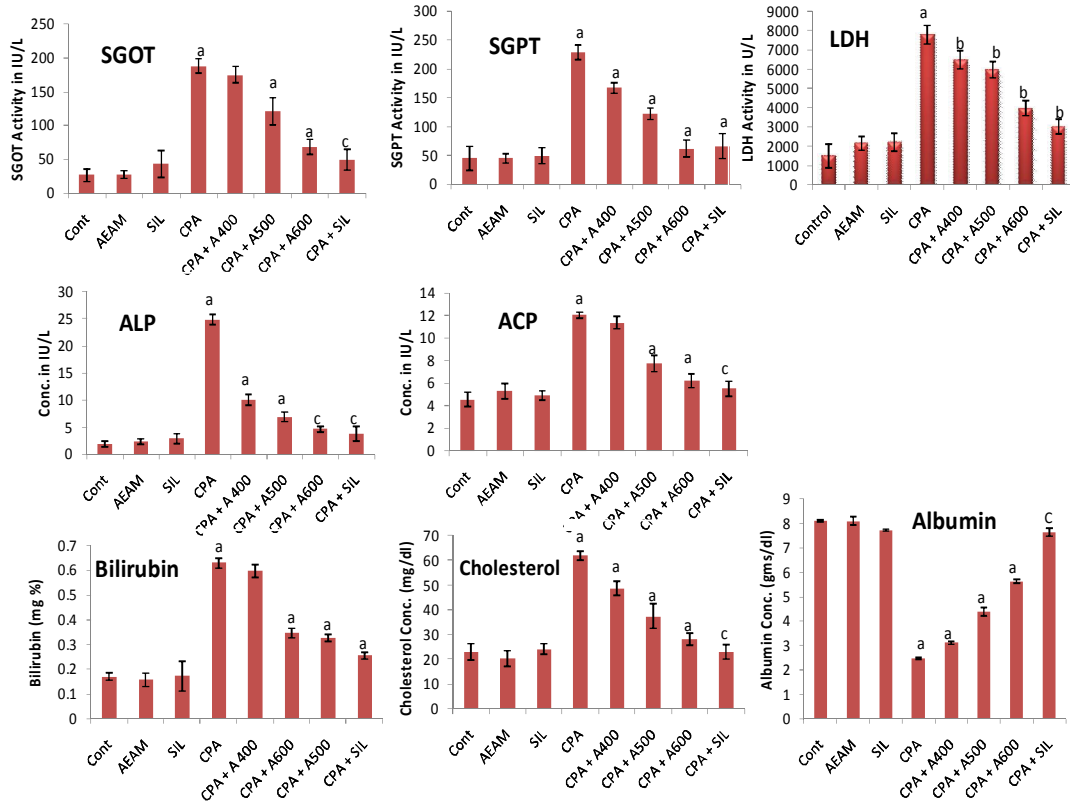 SGOT
SGOT Activity in IU/L
250
200
150
100
50
0
a
a
a
c
Cont
AEAM
SIL
CPA
CPA + A 400
CPA + A500
CPA + A600
CPA + SIL
SGPT
SGPT Activity in IU/L
300
250
200
150
100
50
0
a
a
a
a
a
Cont
AEAM
SIL
CPA
CPA + A 400
CPA + A500
CPA + A600
CPA + SIL
LDH
LDH Activity in U/L
9000
8000
7000
6000
5000
4000
3000
2000
1000
0
a
b
b
b
b
Control
AEAM
SIL
CPA
CPA + A400
CPA + A500
CPA + A600
CPA + SIL
ALP
Conc. in IU/L
30
25
20
15
10
5
0
a
a
a
c
c
Cont
AEAM
SIL
CPA
CPA + A 400
CPA + A500
CPA + A600
CPA + SIL
ACP
Conc. in IU/L
14
12
10
8
6
4
2
0
a
a
a
c
Cont
AEAM
SIL
CPA
CPA + A 400
CPA + A500
CPA + A600
CPA + SIL
Bilirubin
Bilirubin (mg %)
0.7
0.6
0.5
0.4
0.3
0.2
0.1
0
a
a
a
a
Cont
AEAM
SIL
CPA
CPA + A400
CPA + A600
CPA + A500
CPA + SIL
Cholesterol
Cholesterol Conc. (mg/dl)
70
60
50
40
30
20
10
0
a
a
a
a
c
Cont
AEAM
SIL
CPA
CPA + A400
CPA + A500
CPA + A600
CPA + SIL
Albumin
Albumin Conc. (gms/dl)
9
8
7
6
5
4
3
2
1
0
a
a
a
a
C
Cont
AEAM
SIL
CPA
CPA + A400
CPA + A500
CPA + A600
CPA + SIL